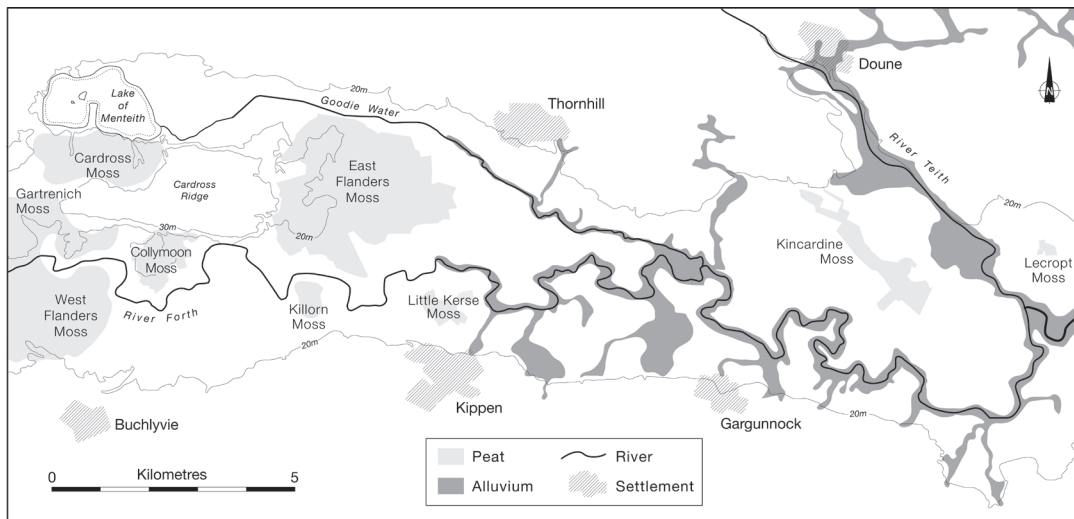 Doune
20m
Goodie Water
Thornhill
N
Lake of
Menteith
Cardross
Moss
East
Flanders
Moss
River Teith
Cardross
Ridge
Gartrenich
Moss
30m
20m
20m
Collymoon
Moss
Kincardine
Moss
Lecropt
Moss
West
Flanders
Moss
River Forth
Killorn
Moss
Little Kerse
Moss
20m
Kippen
Gargunnock
20m
Buchlyvie
0 Kilometres 5
Peat River
Alluvium Settlement